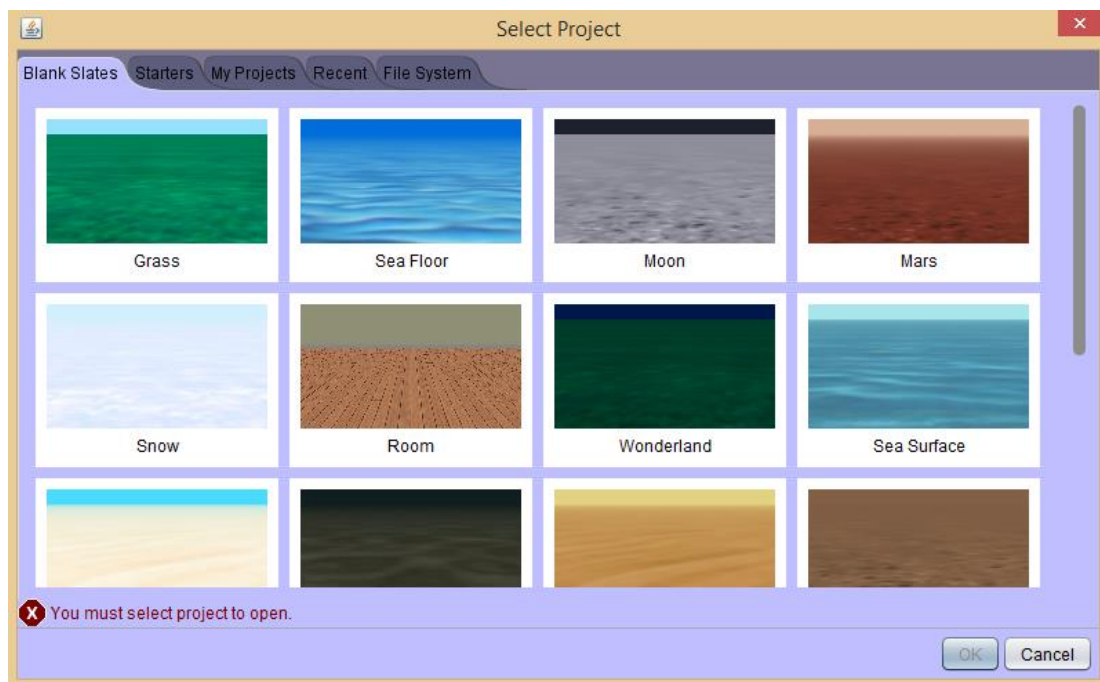 Select Project
Blank Slates Starters My Projects Recent File System
Grass Sea Floor Moon Mars
Snow Room Wonderland Sea Surface
X You must select project to open.
OK Cancel